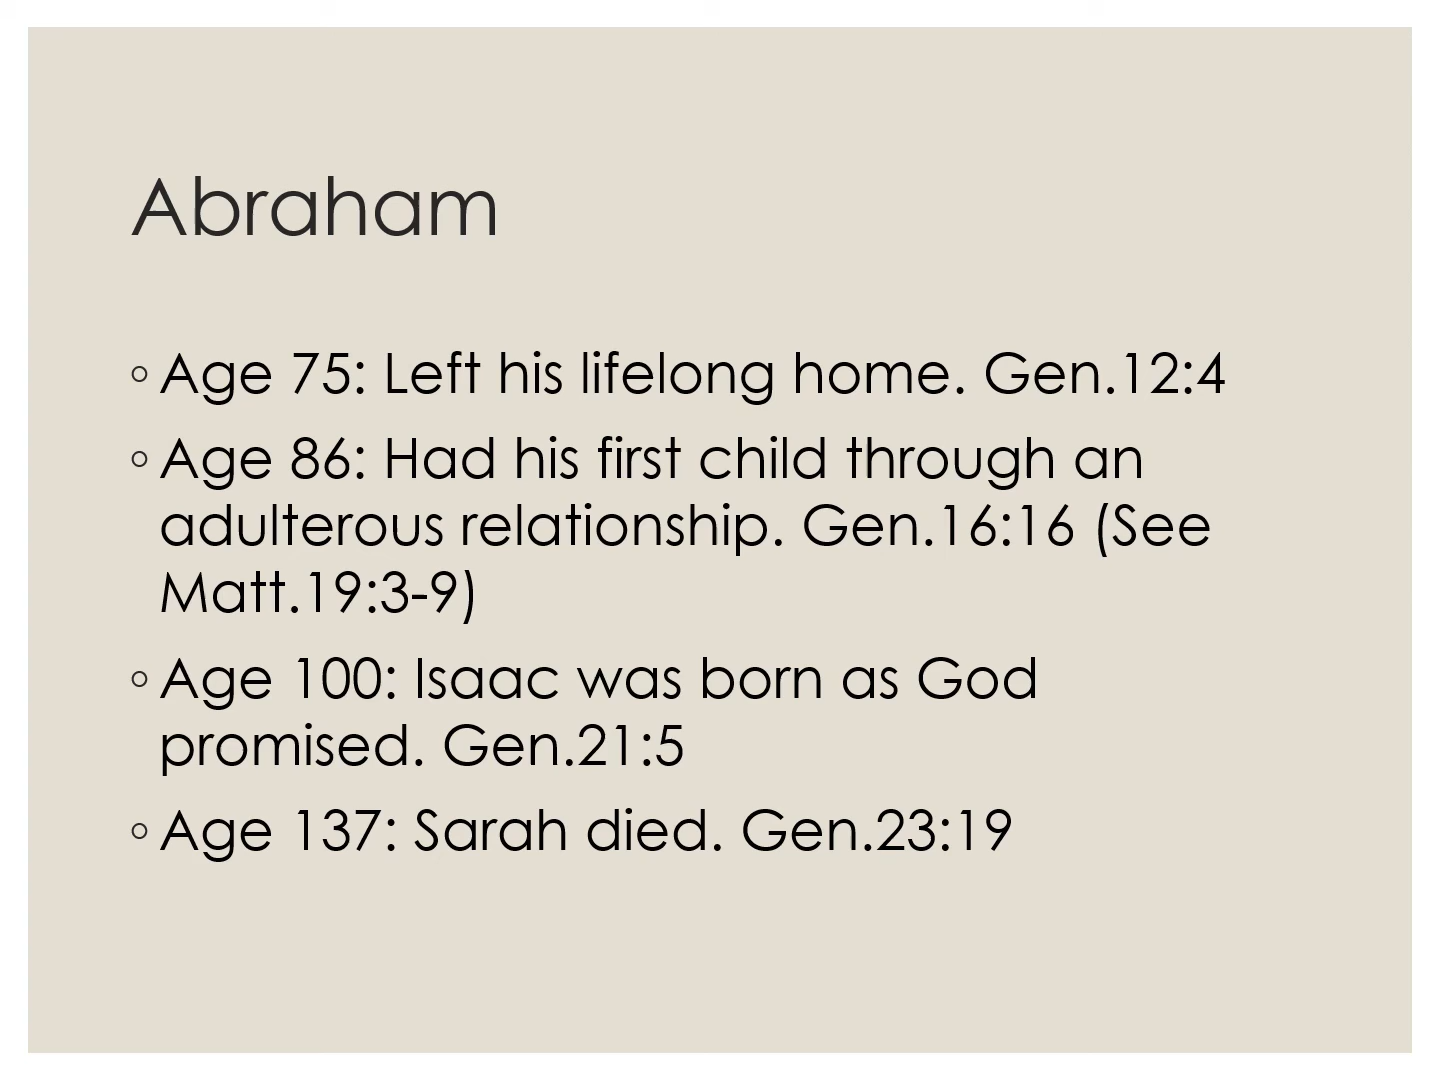 Abraham
◦ Age 75: Left his lifelong home. Gen.12:4
◦ Age 86: Had his first child through an
adulterous relationship. Gen.16:16 (See
Matt.19:3-9)
◦ Age 100: Isaac was born as God
promised. Gen.21:5
◦ Age 137: Sarah died. Gen.23:19